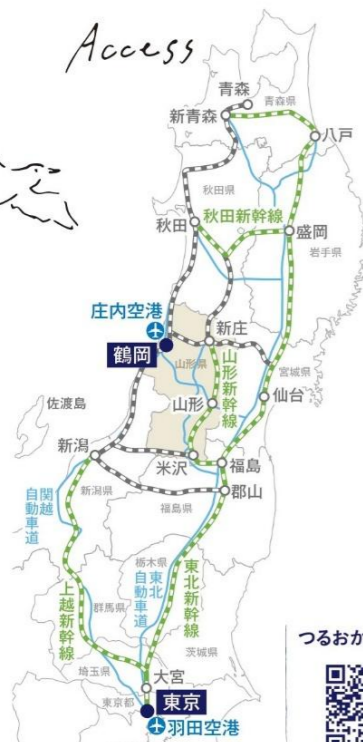 Access
青森
新青森
青森県
八戸
秋田県
秋田
秋田新幹線
盛岡
岩手県
庄内空港
新庄
鶴岡
山形県
山形新幹線
宮城県
山形
仙台
佐渡島
新潟
米沢
福島
郡山
新潟県
関越
自動車道
福島県
栃木県
東北
自動車道
東北新幹線
上越新幹線
群馬県
茨城県
埼玉県
大宮
東京都
東京
羽田空港
つるおか